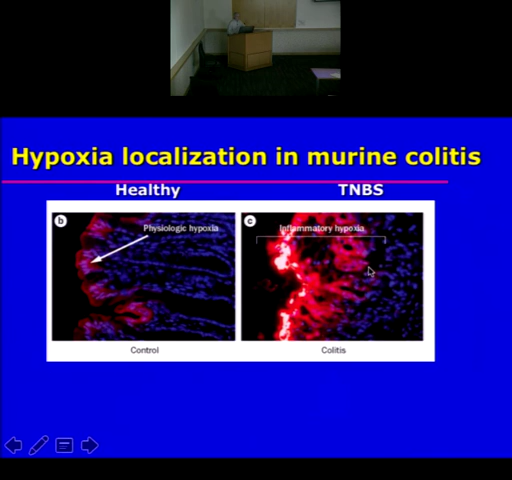 Hypoxia localization in murine colitis
Healthy
TNBS
b
Physiologic hypoxia
c
Inflammatory hypoxia
Control
Colitis